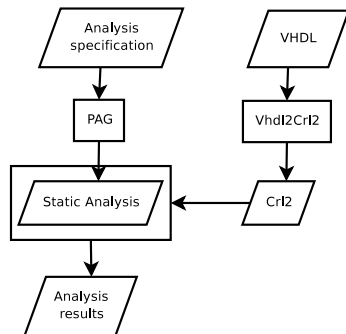 Analysis
specification
VHDL
PAG
Vhdl2Crl2
Static Analysis
Crl2
Analysis
results